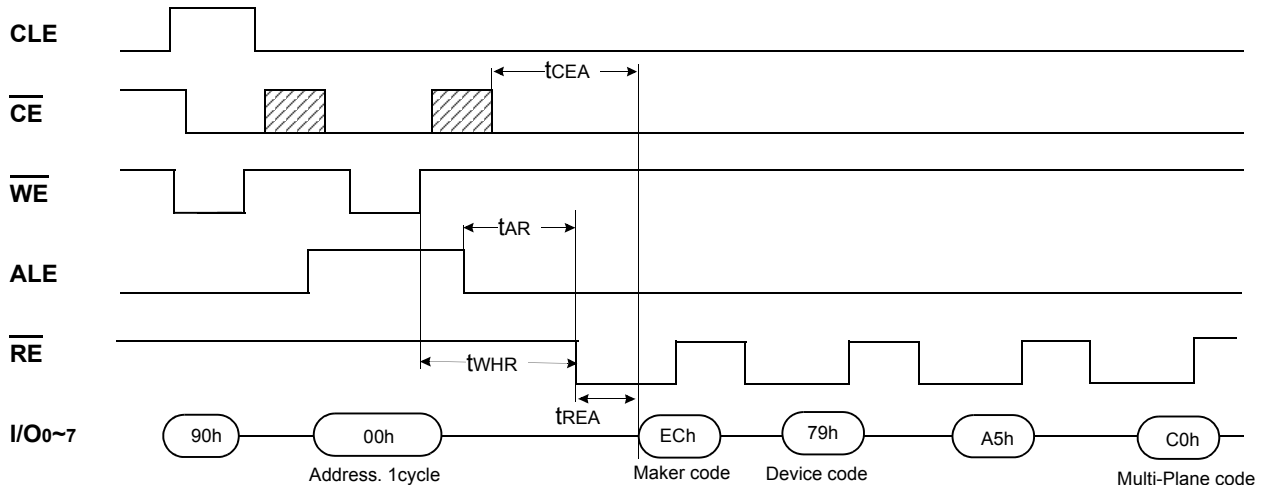 CLE
tCEA
CE
WE
tAR
ALE
RE
tWHR
tREA
I/O0~7
90h
00h
ECh
79h
A5h
C0h
Address. 1cycle
Maker code
Device code
Multi-Plane code